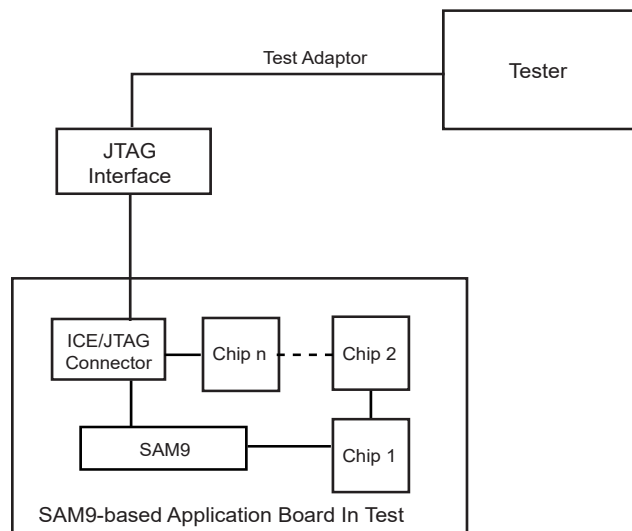 Test Adaptor
Tester
JTAG
Interface
ICE/JTAG
Connector
Chip n
Chip 2
SAM9
Chip 1
SAM9-based Application Board In Test